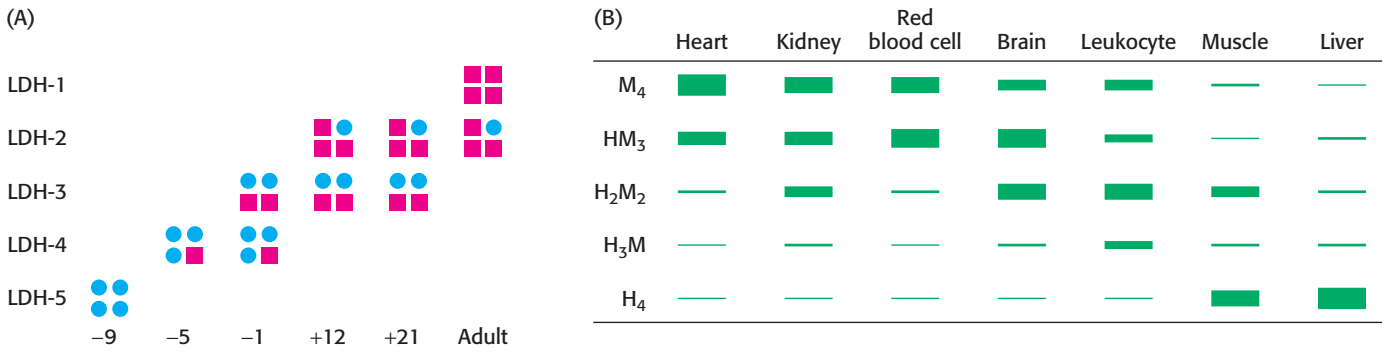 (A)
LDH-1
LDH-2
LDH-3
LDH-4
LDH-5
−9 −5 −1 +12 +21 Adult
(B)
Heart Kidney Red blood cell Brain Leukocyte Muscle Liver
M₄
HM₃
H₂M₂
H₃M
H₄